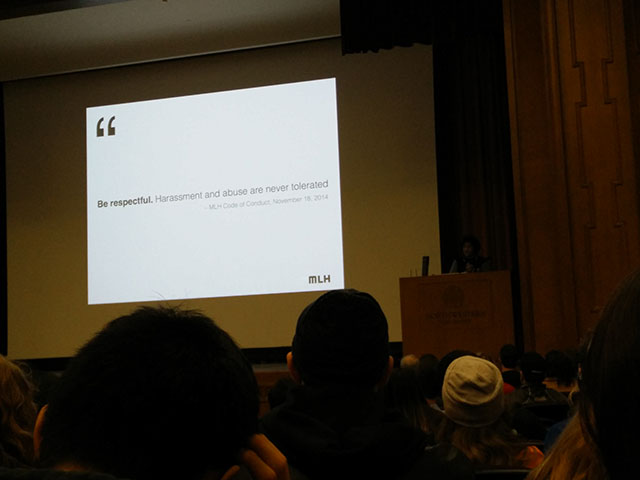 “
Be respectful. Harassment and abuse are never tolerated
– MLH Code of Conduct, November 18, 2014
MLH